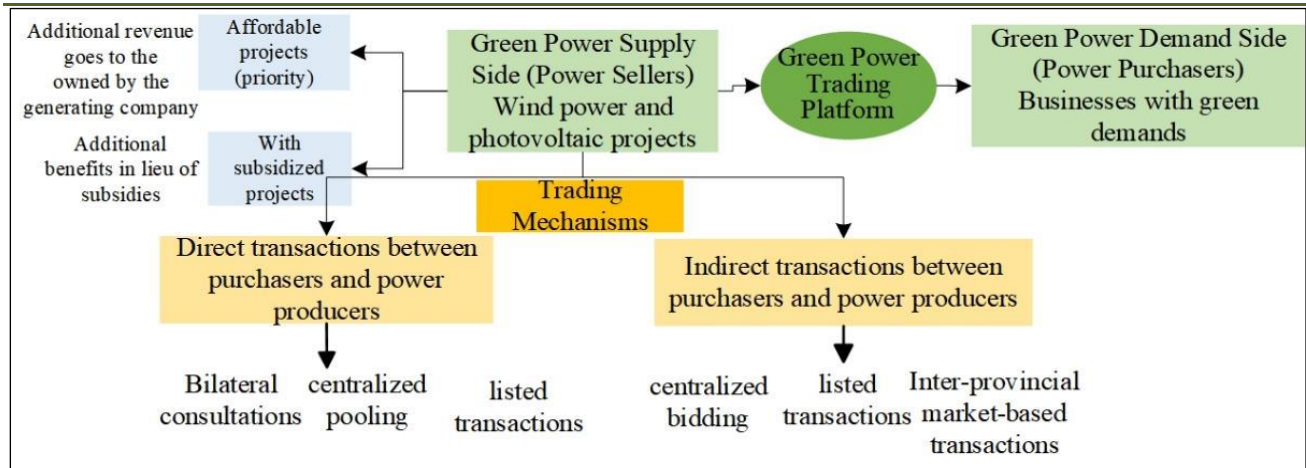 Additional revenue
goes to the
owned by the
generating company
Affordable
projects
(priority)
Additional
benefits in lieu of
subsidies
With
subsidized
projects
Green Power Supply
Side (Power Sellers)
Wind power and
photovoltaic projects
Green Power
Trading
Platform
Green Power Demand Side
(Power Purchasers)
Businesses with green
demands
Trading
Mechanisms
Direct transactions between
purchasers and power
producers
Indirect transactions between
purchasers and power producers
Bilateral
consultations
centralized
pooling
listed
transactions
centralized
bidding
listed
transactions
Inter-provincial
market-based
transactions